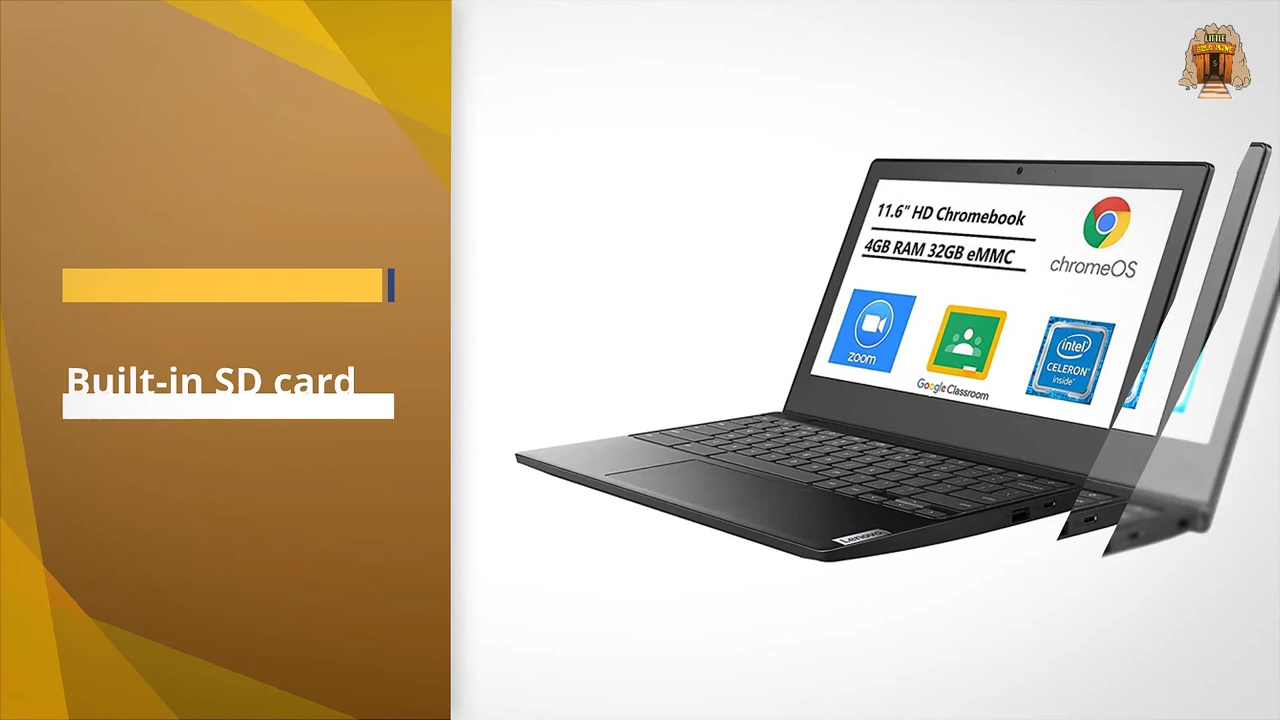 LITTLE
Built-in SD card
11.6" HD Chromebook
4GB RAM 32GB eMMC
chromeOS
zoom
Google Classroom
intel
CELERON
inside
Lenovo